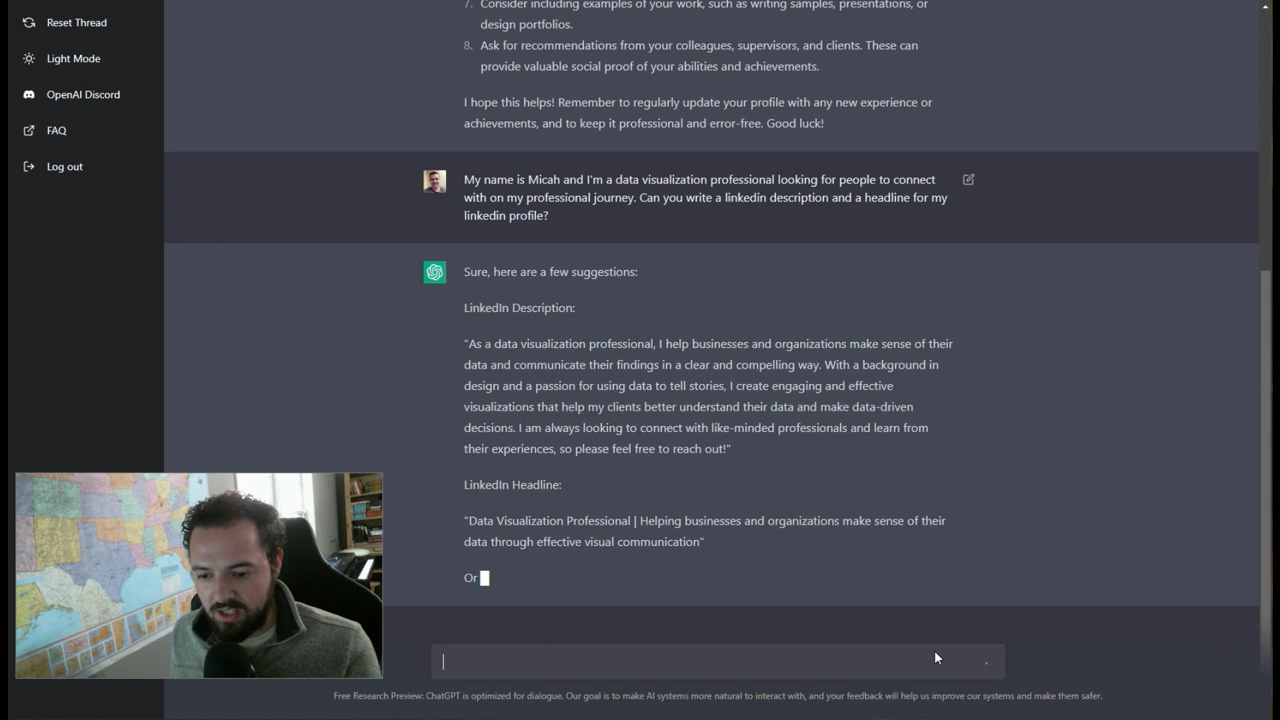 Reset Thread
Light Mode
OpenAI Discord
FAQ
Log out
7. Consider including examples of your work, such as writing samples, presentations, or
design portfolios.
8. Ask for recommendations from your colleagues, supervisors, and clients. These can
provide valuable social proof of your abilities and achievements.
I hope this helps! Remember to regularly update your profile with any new experience or
achievements, and to keep it professional and error-free. Good luck!
My name is Micah and I'm a data visualization professional looking for people to connect
with on my professional journey. Can you write a linkedin description and a headline for my
linkedin profile?
Sure, here are a few suggestions:
LinkedIn Description:
"As a data visualization professional, I help businesses and organizations make sense of their
data and communicate their findings in a clear and compelling way. With a background in
design and a passion for using data to tell stories, I create engaging and effective
visualizations that help my clients better understand their data and make data-driven
decisions. I am always looking to connect with like-minded professionals and learn from
their experiences, so please feel free to reach out!"
LinkedIn Headline:
"Data Visualization Professional | Helping businesses and organizations make sense of their
data through effective visual communication"
Or
Free Research Preview: ChatGPT is optimized for dialogue. Our goal is to make AI systems more natural to interact with, and your feedback will help us improve our systems and make them safer.